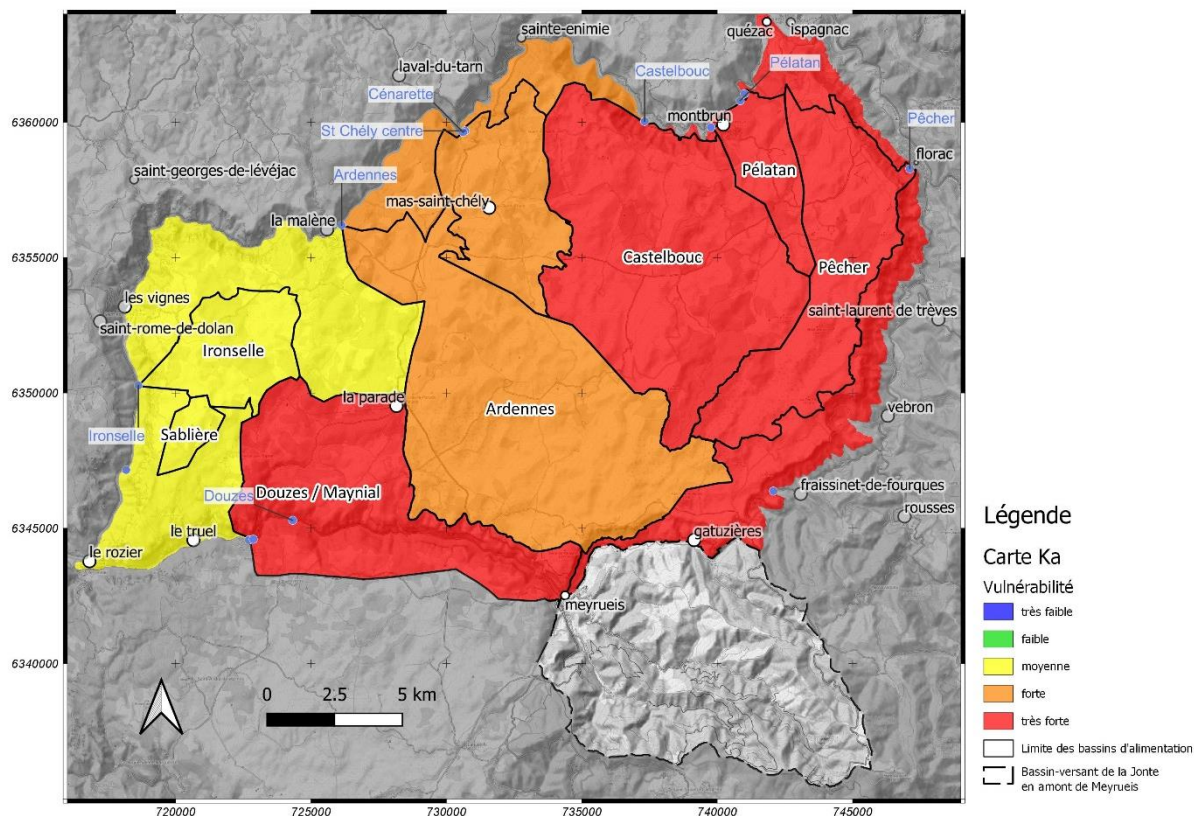 sainte-enimie
quézac
ispagnac
laval-du-tarn
Castelbouc
Pélatan
Cénarette
6360000
St Chély centre
montbrun
Pêcher
florac
saint-georges-de-lévéjac
Ardennes
mas-saint-chély
Pélatan
la malène
6355000
Castelbouc
Pêcher
les vignes
saint-laurent de trèves
saint-rome-de-dolan
Ironselle
6350000
la parade
Ardennes
vebron
Sablière
Ironselle
Douzes / Maynial
Douzes
fraissinet-de-fourques
rousses
6345000
le truel
gatuzières
le rozier
meyrueis
6340000
0 2.5 5 km
720000 725000 730000 735000 740000 745000
Légende
Carte Ka
Vulnérabilité
très faible
faible
moyenne
forte
très forte
Limite des bassins d'alimentation
Bassin-versant de la Jonte
en amont de Meyrueis